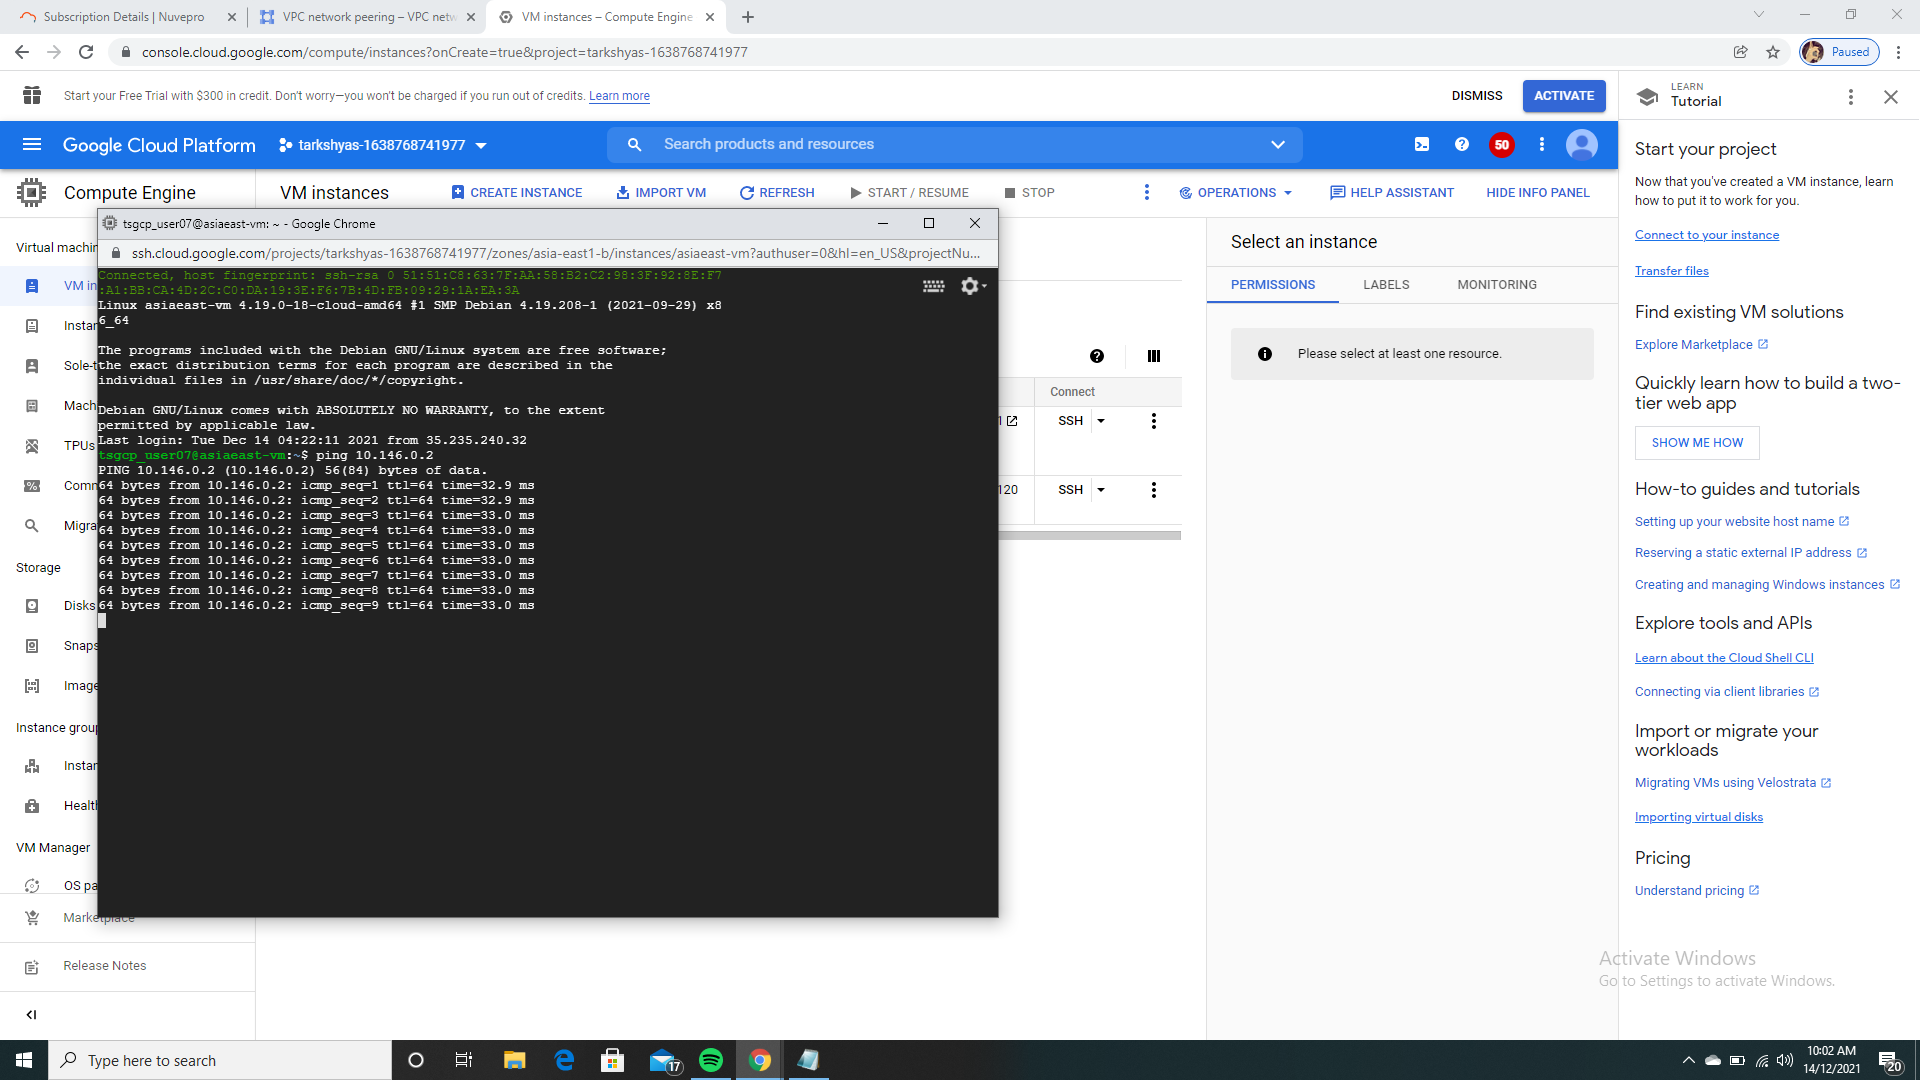 Subscription Details | Nuvepro
VPC network peering – VPC netw
VM instances – Compute Engine
console.cloud.google.com/compute/instances?onCreate=true&project=tarkshyas-1638768741977
Paused
Start your Free Trial with $300 in credit. Don't worry—you won't be charged if you run out of credits. Learn more
DISMISS
ACTIVATE
LEARN
Tutorial
Google Cloud Platform
tarkshyas-1638768741977
Search products and resources
50
Compute Engine
VM instances
CREATE INSTANCE
IMPORT VM
REFRESH
START / RESUME
STOP
OPERATIONS
HELP ASSISTANT
HIDE INFO PANEL
Virtual machin
VM in
Instan
Sole-t
Mach
TPUs
Comm
Migra
Storage
Disks
Snaps
Image
Instance group
Instan
Health
VM Manager
OS pa
Marketplace
Release Notes
tsgcp_user07@asiaeast-vm: ~ - Google Chrome
ssh.cloud.google.com/projects/tarkshyas-1638768741977/zones/asia-east1-b/instances/asiaeast-vm?authuser=0&hl=en_US&projectNu...
Connected, host fingerprint: ssh-rsa 0 51:51:C8:63:7F:AA:58:B2:C2:98:3F:92:8E:F7
:A1:BB:CA:4D:2C:C0:DA:19:3E:F6:7B:4D:FB:09:29:1A:EA:3A
Linux asiaeast-vm 4.19.0-18-cloud-amd64 #1 SMP Debian 4.19.208-1 (2021-09-29) x8
6_64
The programs included with the Debian GNU/Linux system are free software;
the exact distribution terms for each program are described in the
individual files in /usr/share/doc/*/copyright.
Debian GNU/Linux comes with ABSOLUTELY NO WARRANTY, to the extent
permitted by applicable law.
Last login: Tue Dec 14 04:22:11 2021 from 35.235.240.32
tsgcp_user07@asiaeast-vm:~$ ping 10.146.0.2
PING 10.146.0.2 (10.146.0.2) 56(84) bytes of data.
64 bytes from 10.146.0.2: icmp_seq=1 ttl=64 time=32.9 ms
64 bytes from 10.146.0.2: icmp_seq=2 ttl=64 time=32.9 ms
64 bytes from 10.146.0.2: icmp_seq=3 ttl=64 time=33.0 ms
64 bytes from 10.146.0.2: icmp_seq=4 ttl=64 time=33.0 ms
64 bytes from 10.146.0.2: icmp_seq=5 ttl=64 time=33.0 ms
64 bytes from 10.146.0.2: icmp_seq=6 ttl=64 time=33.0 ms
64 bytes from 10.146.0.2: icmp_seq=7 ttl=64 time=33.0 ms
64 bytes from 10.146.0.2: icmp_seq=8 ttl=64 time=33.0 ms
64 bytes from 10.146.0.2: icmp_seq=9 ttl=64 time=33.0 ms
Connect
1
SSH
120
SSH
Select an instance
PERMISSIONS
LABELS
MONITORING
Please select at least one resource.
Start your project
Now that you've created a VM instance, learn
how to put it to work for you.
Connect to your instance
Transfer files
Find existing VM solutions
Explore Marketplace
Quickly learn how to build a two-
tier web app
SHOW ME HOW
How-to guides and tutorials
Setting up your website host name
Reserving a static external IP address
Creating and managing Windows instances
Explore tools and APIs
Learn about the Cloud Shell CLI
Connecting via client libraries
Import or migrate your
workloads
Migrating VMs using Velostrata
Importing virtual disks
Pricing
Understand pricing
Activate Windows
Go to Settings to activate Windows.
Type here to search
17
10:02 AM
14/12/2021
20